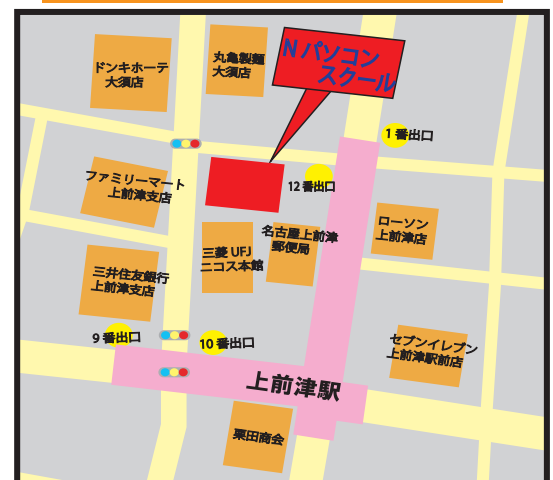 Nパソコン
スクール
ドンキホーテ
大須店
丸亀製麺
大須店
1番出口
ファミリーマート
上前津支店
12番出口
ローソン
上前津店
名古屋上前津
郵便局
三菱UFJ
ニコス本館
三井住友銀行
上前津支店
9番出口
10番出口
セブンイレブン
上前津駅前店
上前津駅
栗田商会